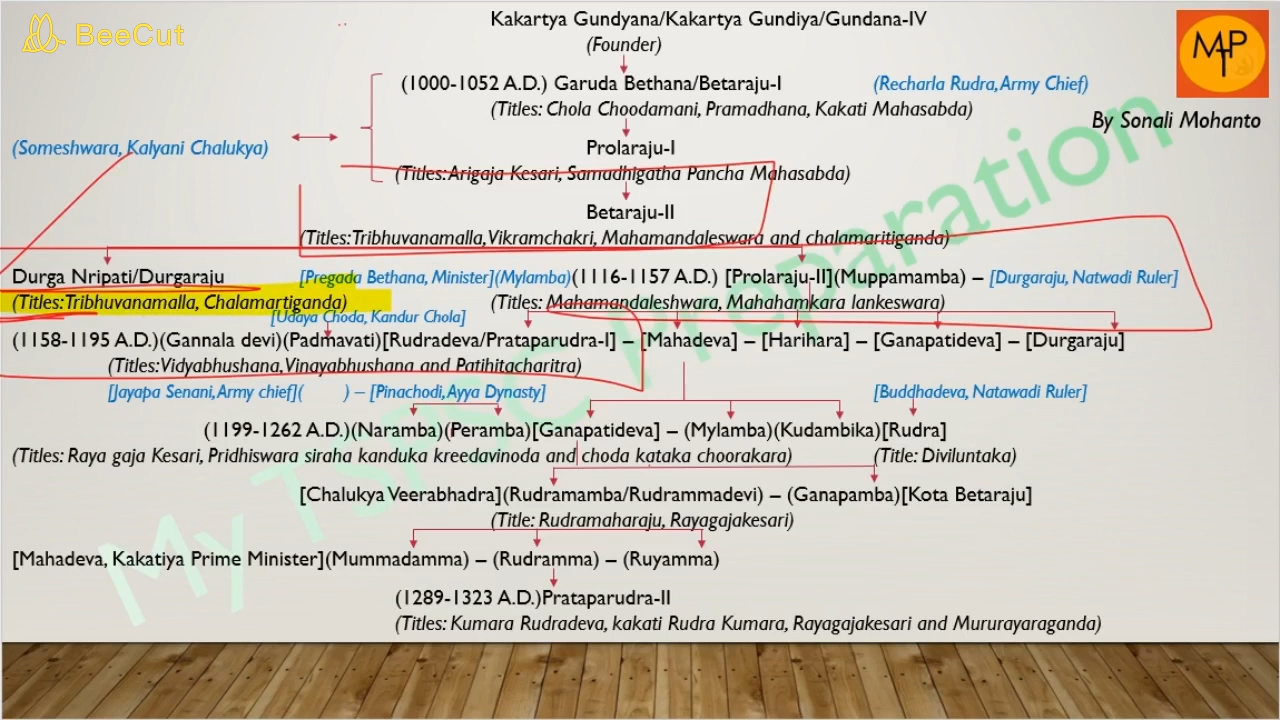 BeeCut
Kakartya Gundyana/Kakartya Gundiya/Gundana-IV
(Founder)
MTP
(1000-1052 A.D.) Garuda Bethana/Betaraju-I (Recharla Rudra, Army Chief)
(Titles: Chola Choodamani, Pramadhana, Kakati Mahasabda)
By Sonali Mohanto
(Someshwara, Kalyani Chalukya) Prolaraju-I
(Titles: Arigaja Kesari, Samadhigatha Pancha Mahasabda)
Betaraju-II
(Titles: Tribhuvanamalla, Vikramchakri, Mahamandaleswara and chalamaritiganda)
Durga Nripati/Durgaraju [Pregada Bethana, Minister](Mylamba)(1116-1157 A.D.) [Prolaraju-II](Muppamamba) – [Durgaraju, Natwadi Ruler]
(Titles: Tribhuvanamalla, Chalamartiganda) (Titles: Mahamandaleshwara, Mahahamkara lankeswara)
[Udaya Choda, Kandur Chola]
(1158-1195 A.D.)(Gannala devi)(Padmavati)[Rudradeva/Prataparudra-I] – [Mahadeva] – [Harihara] – [Ganapatideva] – [Durgaraju]
(Titles: Vidyabhushana, Vinayabhushana and Patihitacharitra)
[Jayapa Senani, Army chief]( ) – [Pinachodi, Ayya Dynasty] [Buddhadeva, Natawadi Ruler]
(1199-1262 A.D.)(Naramba)(Peramba)[Ganapatideva] – (Mylamba)(Kudambika)[Rudra]
(Titles: Raya gaja Kesari, Pridhiswara siraha kanduka kreedavinoda and choda kataka choorakara) (Title: Diviluntaka)
[Chalukya Veerabhadra](Rudramamba/Rudrammadevi) – (Ganapamba)[Kota Betaraju]
(Title: Rudramaharaju, Rayagajakesari)
[Mahadeva, Kakatiya Prime Minister](Mummadamma) – (Rudramma) – (Ruyamma)
(1289-1323 A.D.)Prataparudra-II
(Titles: Kumara Rudradeva, kakati Rudra Kumara, Rayagajakesari and Mururayaraganda)
My TSPSC Preparation